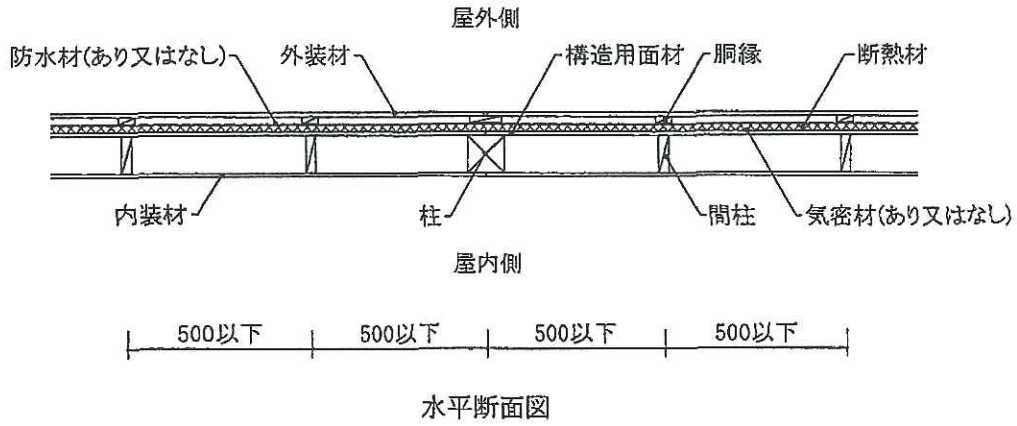 屋外側
防水材(あり又はなし)
外装材
構造用面材
胴縁
断熱材
内装材
柱
間柱
気密材(あり又はなし)
屋内側
500以下
500以下
500以下
500以下
水平断面図